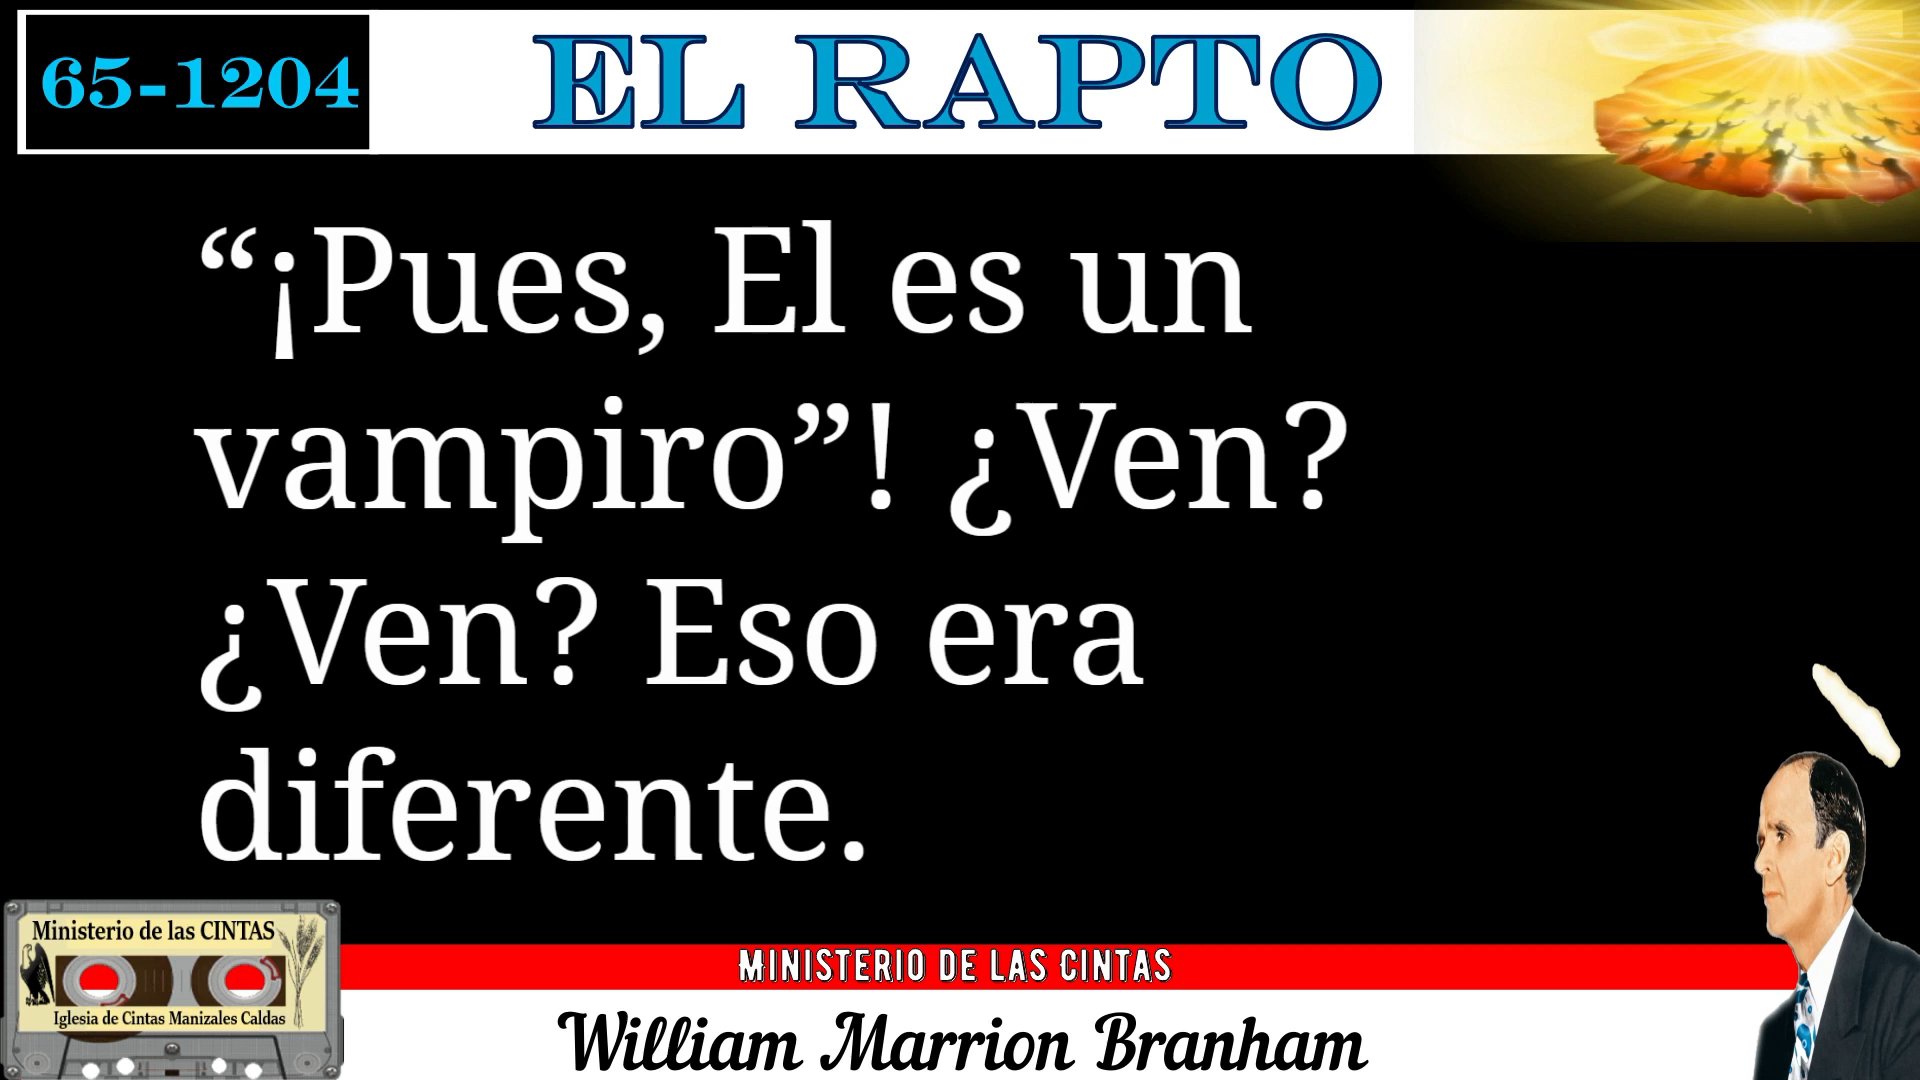 65-1204
EL RAPTO
“¡Pues, El es un
vampiro”! ¿Ven?
¿Ven? Eso era
diferente.
Ministerio de las CINTAS
Iglesia de Cintas Manizales Caldas
MINISTERIO DE LAS CINTAS
William Marrion Branham